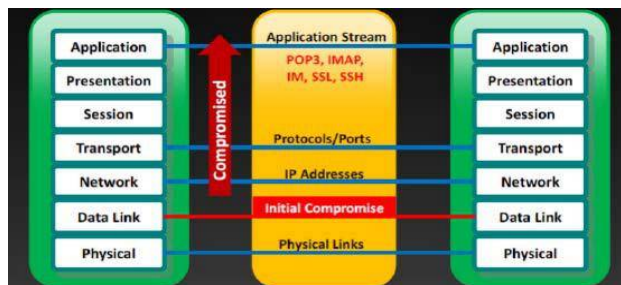 Application
Presentation
Session
Transport
Network
Data Link
Physical
Compromised
Application Stream
POP3, IMAP,
IM, SSL, SSH
Protocols/Ports
IP Addresses
Initial Compromise
Physical Links
Application
Presentation
Session
Transport
Network
Data Link
Physical